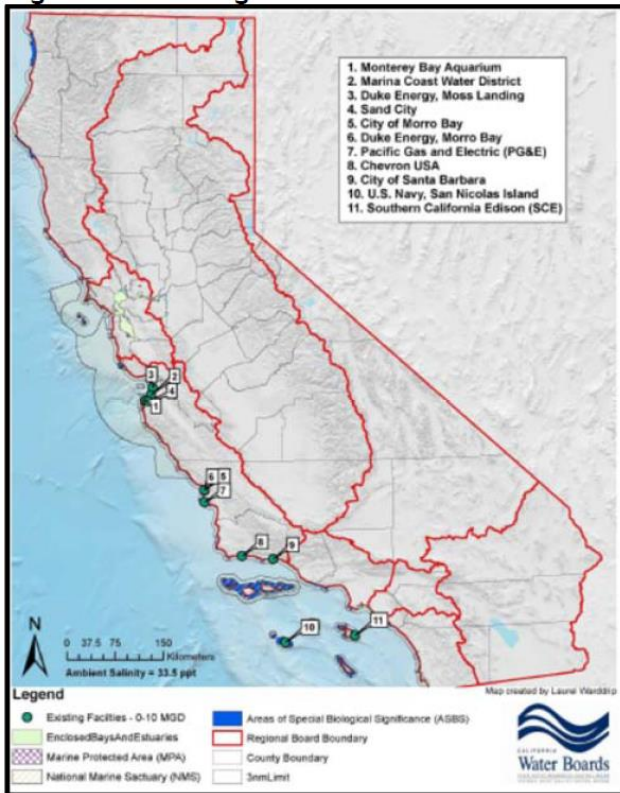 1. Monterey Bay Aquarium
2. Marina Coast Water District
3. Duke Energy, Moss Landing
4. Sand City
5. City of Morro Bay
6. Duke Energy, Morro Bay
7. Pacific Gas and Electric (PG&E)
8. Chevron USA
9. City of Santa Barbara
10. U.S. Navy, San Nicolas Island
11. Southern California Edison (SCE)
3
2
4
1
6
5
7
8
9
10
11
N
0 37.5 75 150
Kilometers
Ambient Salinity = 33.5 ppt
Legend
Map created by Laurel Warddrip
Existing Facilties - 0-10 MGD
EnclosedBaysAndEstuaries
Marine Protected Area (MPA)
National Marine Sactuary (NMS)
Areas of Special Biological Significance (ASBS)
Regional Board Boundary
County Boundary
3nmLimit
CALIFORNIA
Water Boards